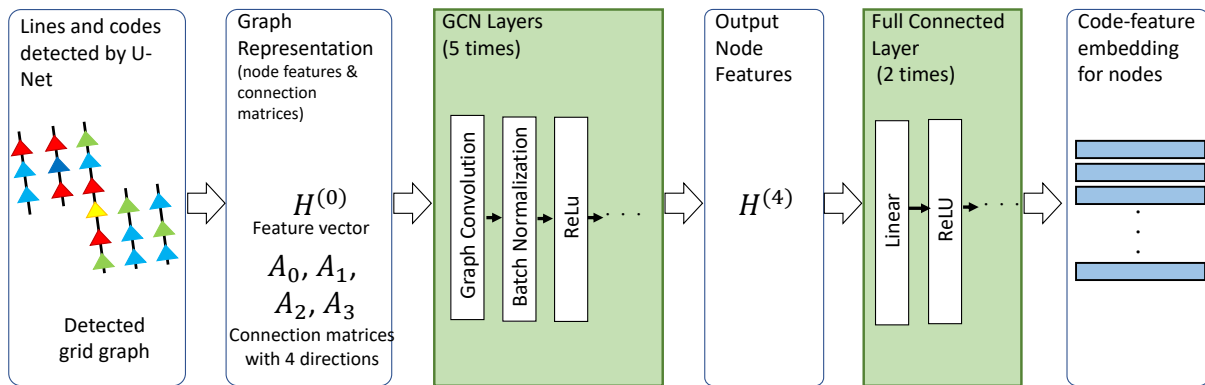 Lines and codes
detected by U-
Net
Detected
grid graph
Graph
Representation
(node features &
connection
matrices)
H^(0)
Feature vector
A_0, A_1,
A_2, A_3
Connection matrices
with 4 directions
GCN Layers
(5 times)
Graph Convolution
Batch Normalization
ReLu
. . .
Output
Node
Features
H^(4)
Full Connected
Layer
(2 times)
Linear
ReLU
. . . .
Code-feature
embedding
for nodes